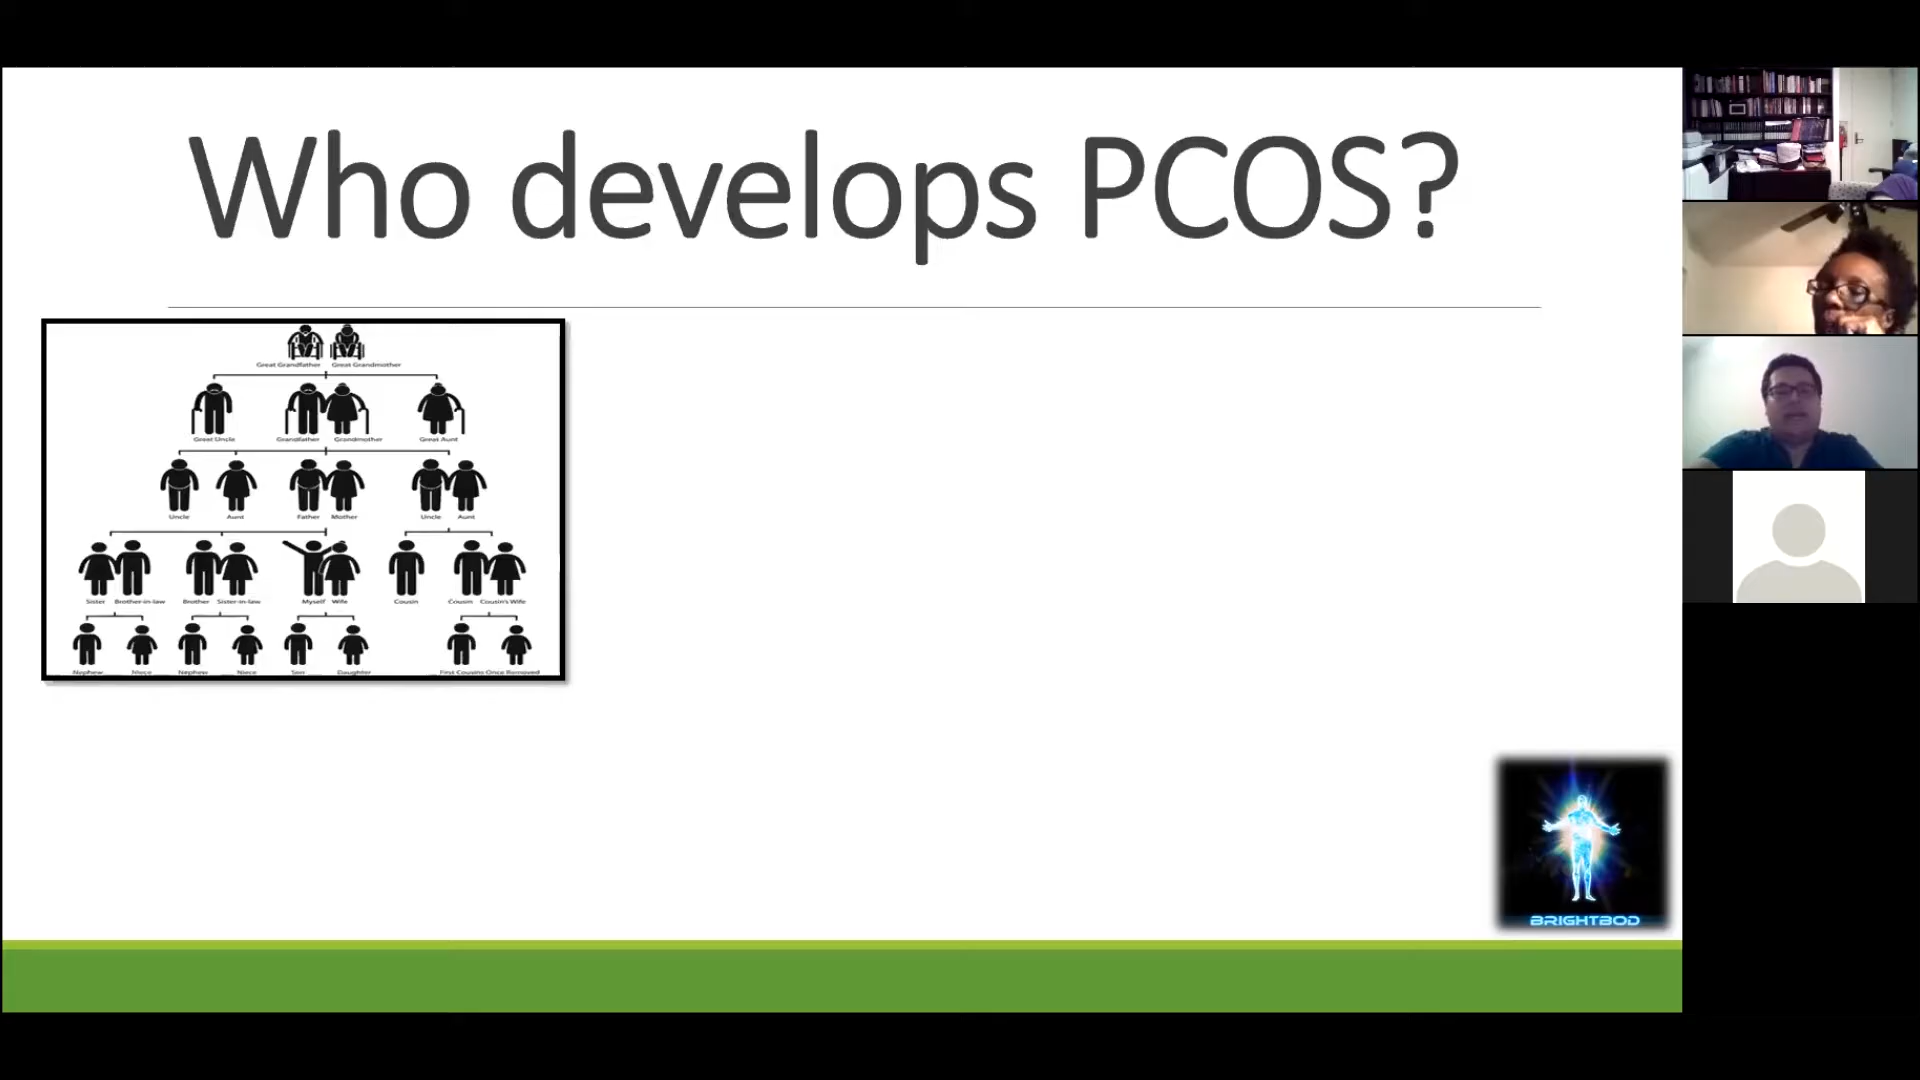 Who develops PCOS?
Great Grandfather Great Grandmother
Great Uncle Grandfather Grandmother Great Aunt
Uncle Aunt Father Mother Uncle Aunt
Sister Brother-in-law Brother Sister-in-law Myself Wife Cousin Cousin Cousin's Wife
Nephew Niece Nephew Niece Son Daughter First Cousins Once Removed
BRIGHTBOD